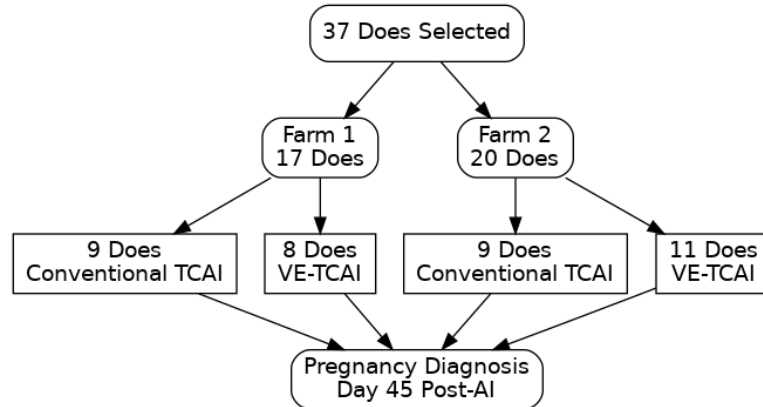 37 Does Selected
Farm 1
17 Does
Farm 2
20 Does
9 Does
Conventional TCAI
8 Does
VE-TCAI
9 Does
Conventional TCAI
11 Does
VE-TCAI
Pregnancy Diagnosis
Day 45 Post-AI